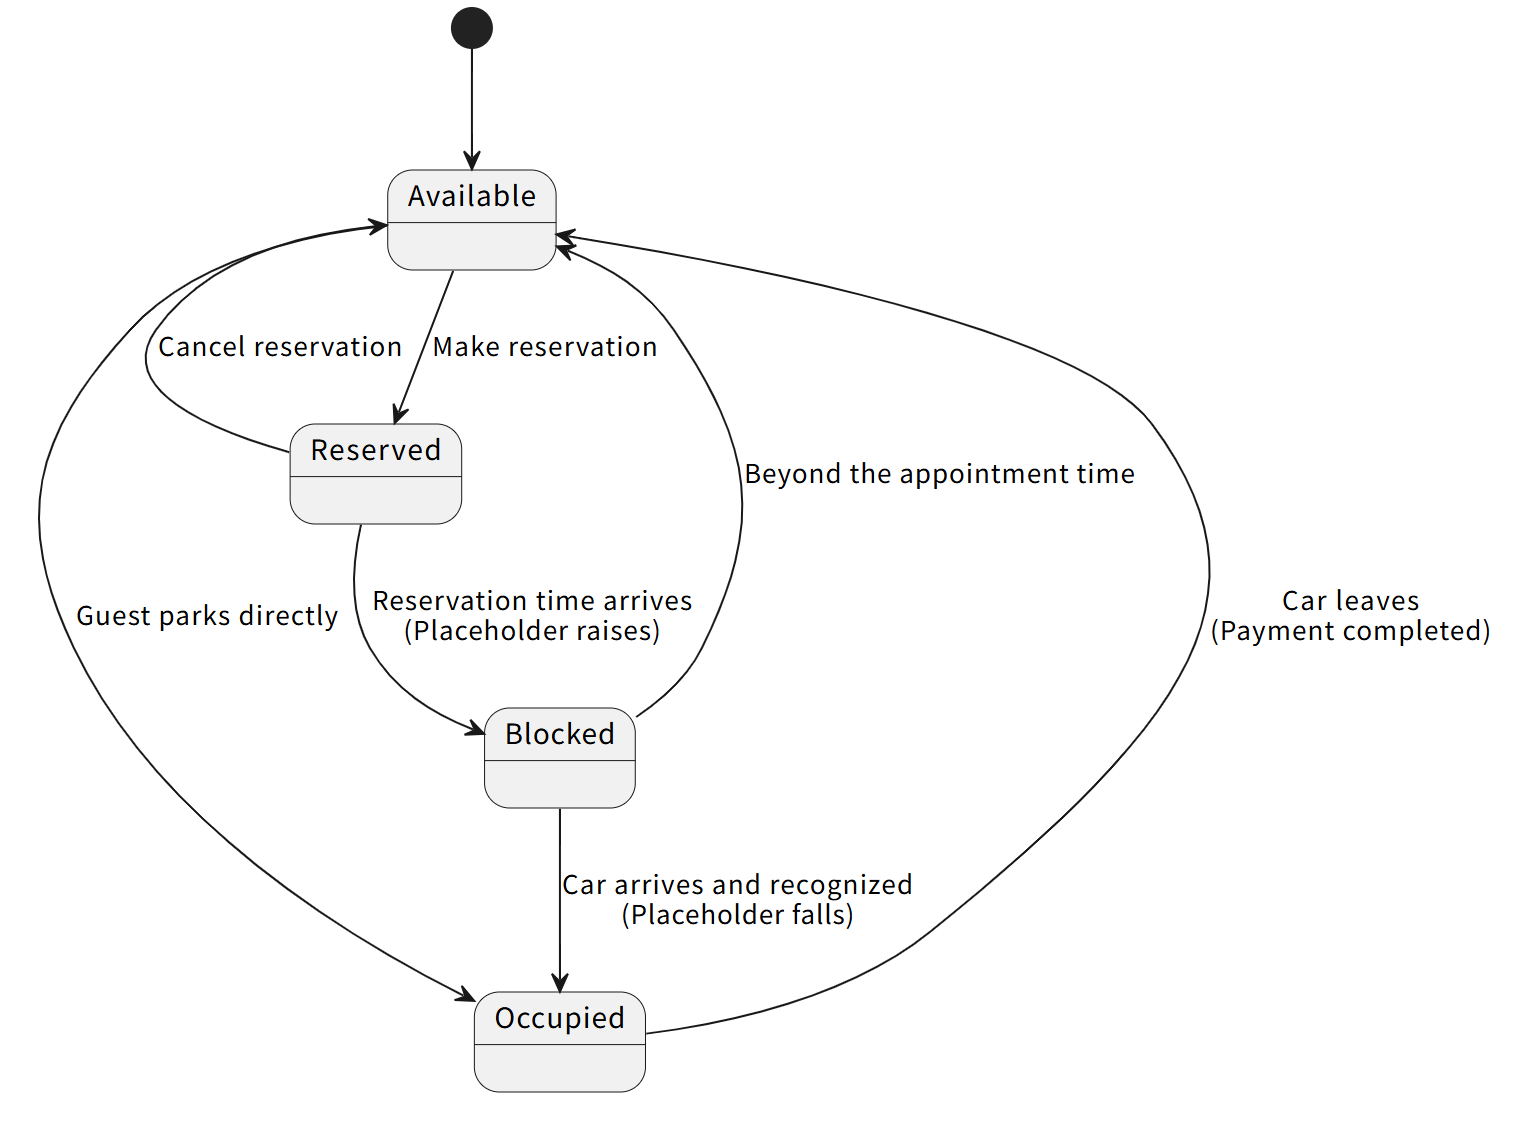 Available
Cancel reservation
Make reservation
Reserved
Beyond the appointment time
Guest parks directly
Reservation time arrives
(Placeholder raises)
Car leaves
(Payment completed)
Blocked
Car arrives and recognized
(Placeholder falls)
Occupied